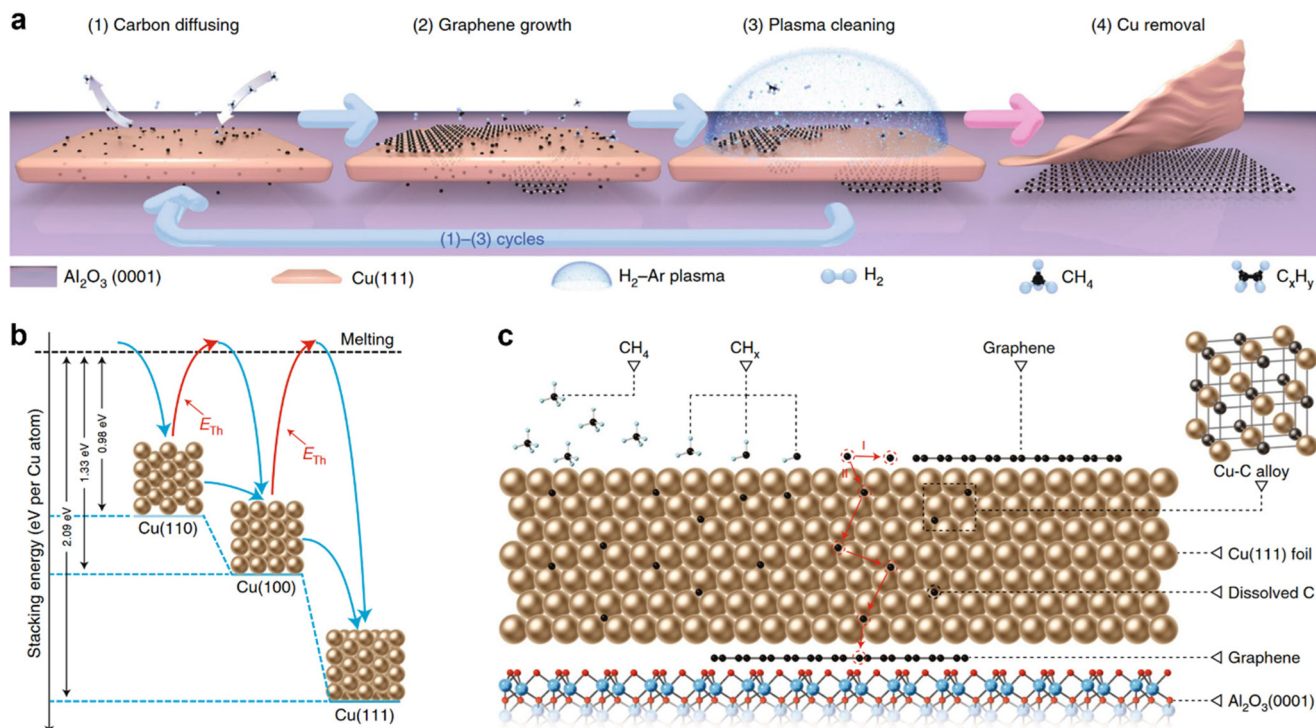 a
(1) Carbon diffusing
(2) Graphene growth
(3) Plasma cleaning
(4) Cu removal
(1)–(3) cycles
Al₂O₃ (0001)
Cu(111)
H₂–Ar plasma
H₂
CH₄
CₓHᵧ
b
Stacking energy (eV per Cu atom)
Melting
2.09 eV
1.33 eV
0.98 eV
E_Th
E_Th
Cu(110)
Cu(100)
Cu(111)
c
CH₄
CHₓ
Graphene
I
II
Cu-C alloy
Cu(111) foil
Dissolved C
Graphene
Al₂O₃(0001)